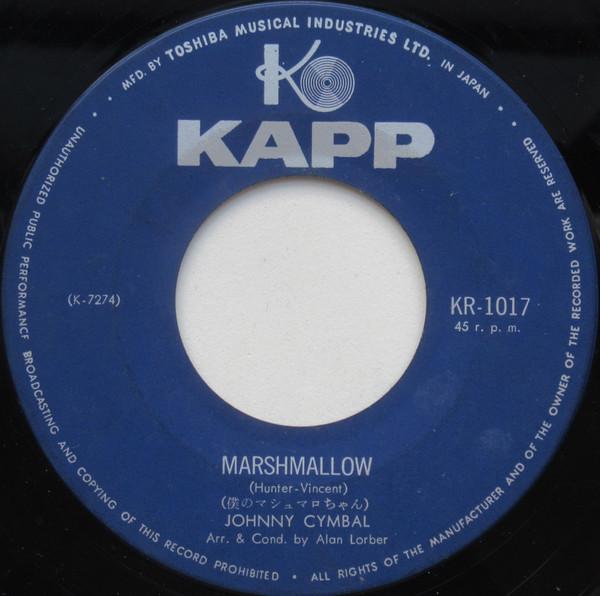 • • MFD. BY TOSHIBA MUSICAL INDUSTRIES LTD. IN JAPAN • •
K
KAPP
(K-7274)
KR-1017
45 r. p. m.
MARSHMALLOW
(Hunter-Vincent)
(僕のマシュマロちゃん)
JOHNNY CYMBAL
Arr. & Cond. by Alan Lorber
UNAUTHORIZED PUBLIC PERFORMANCE BROADCASTING AND COPYING OF THIS RECORD PROHIBITED • ALL RIGHTS OF THE MANUFACTURER AND OF THE OWNER OF THE RECORDED WORK ARE RESERVED